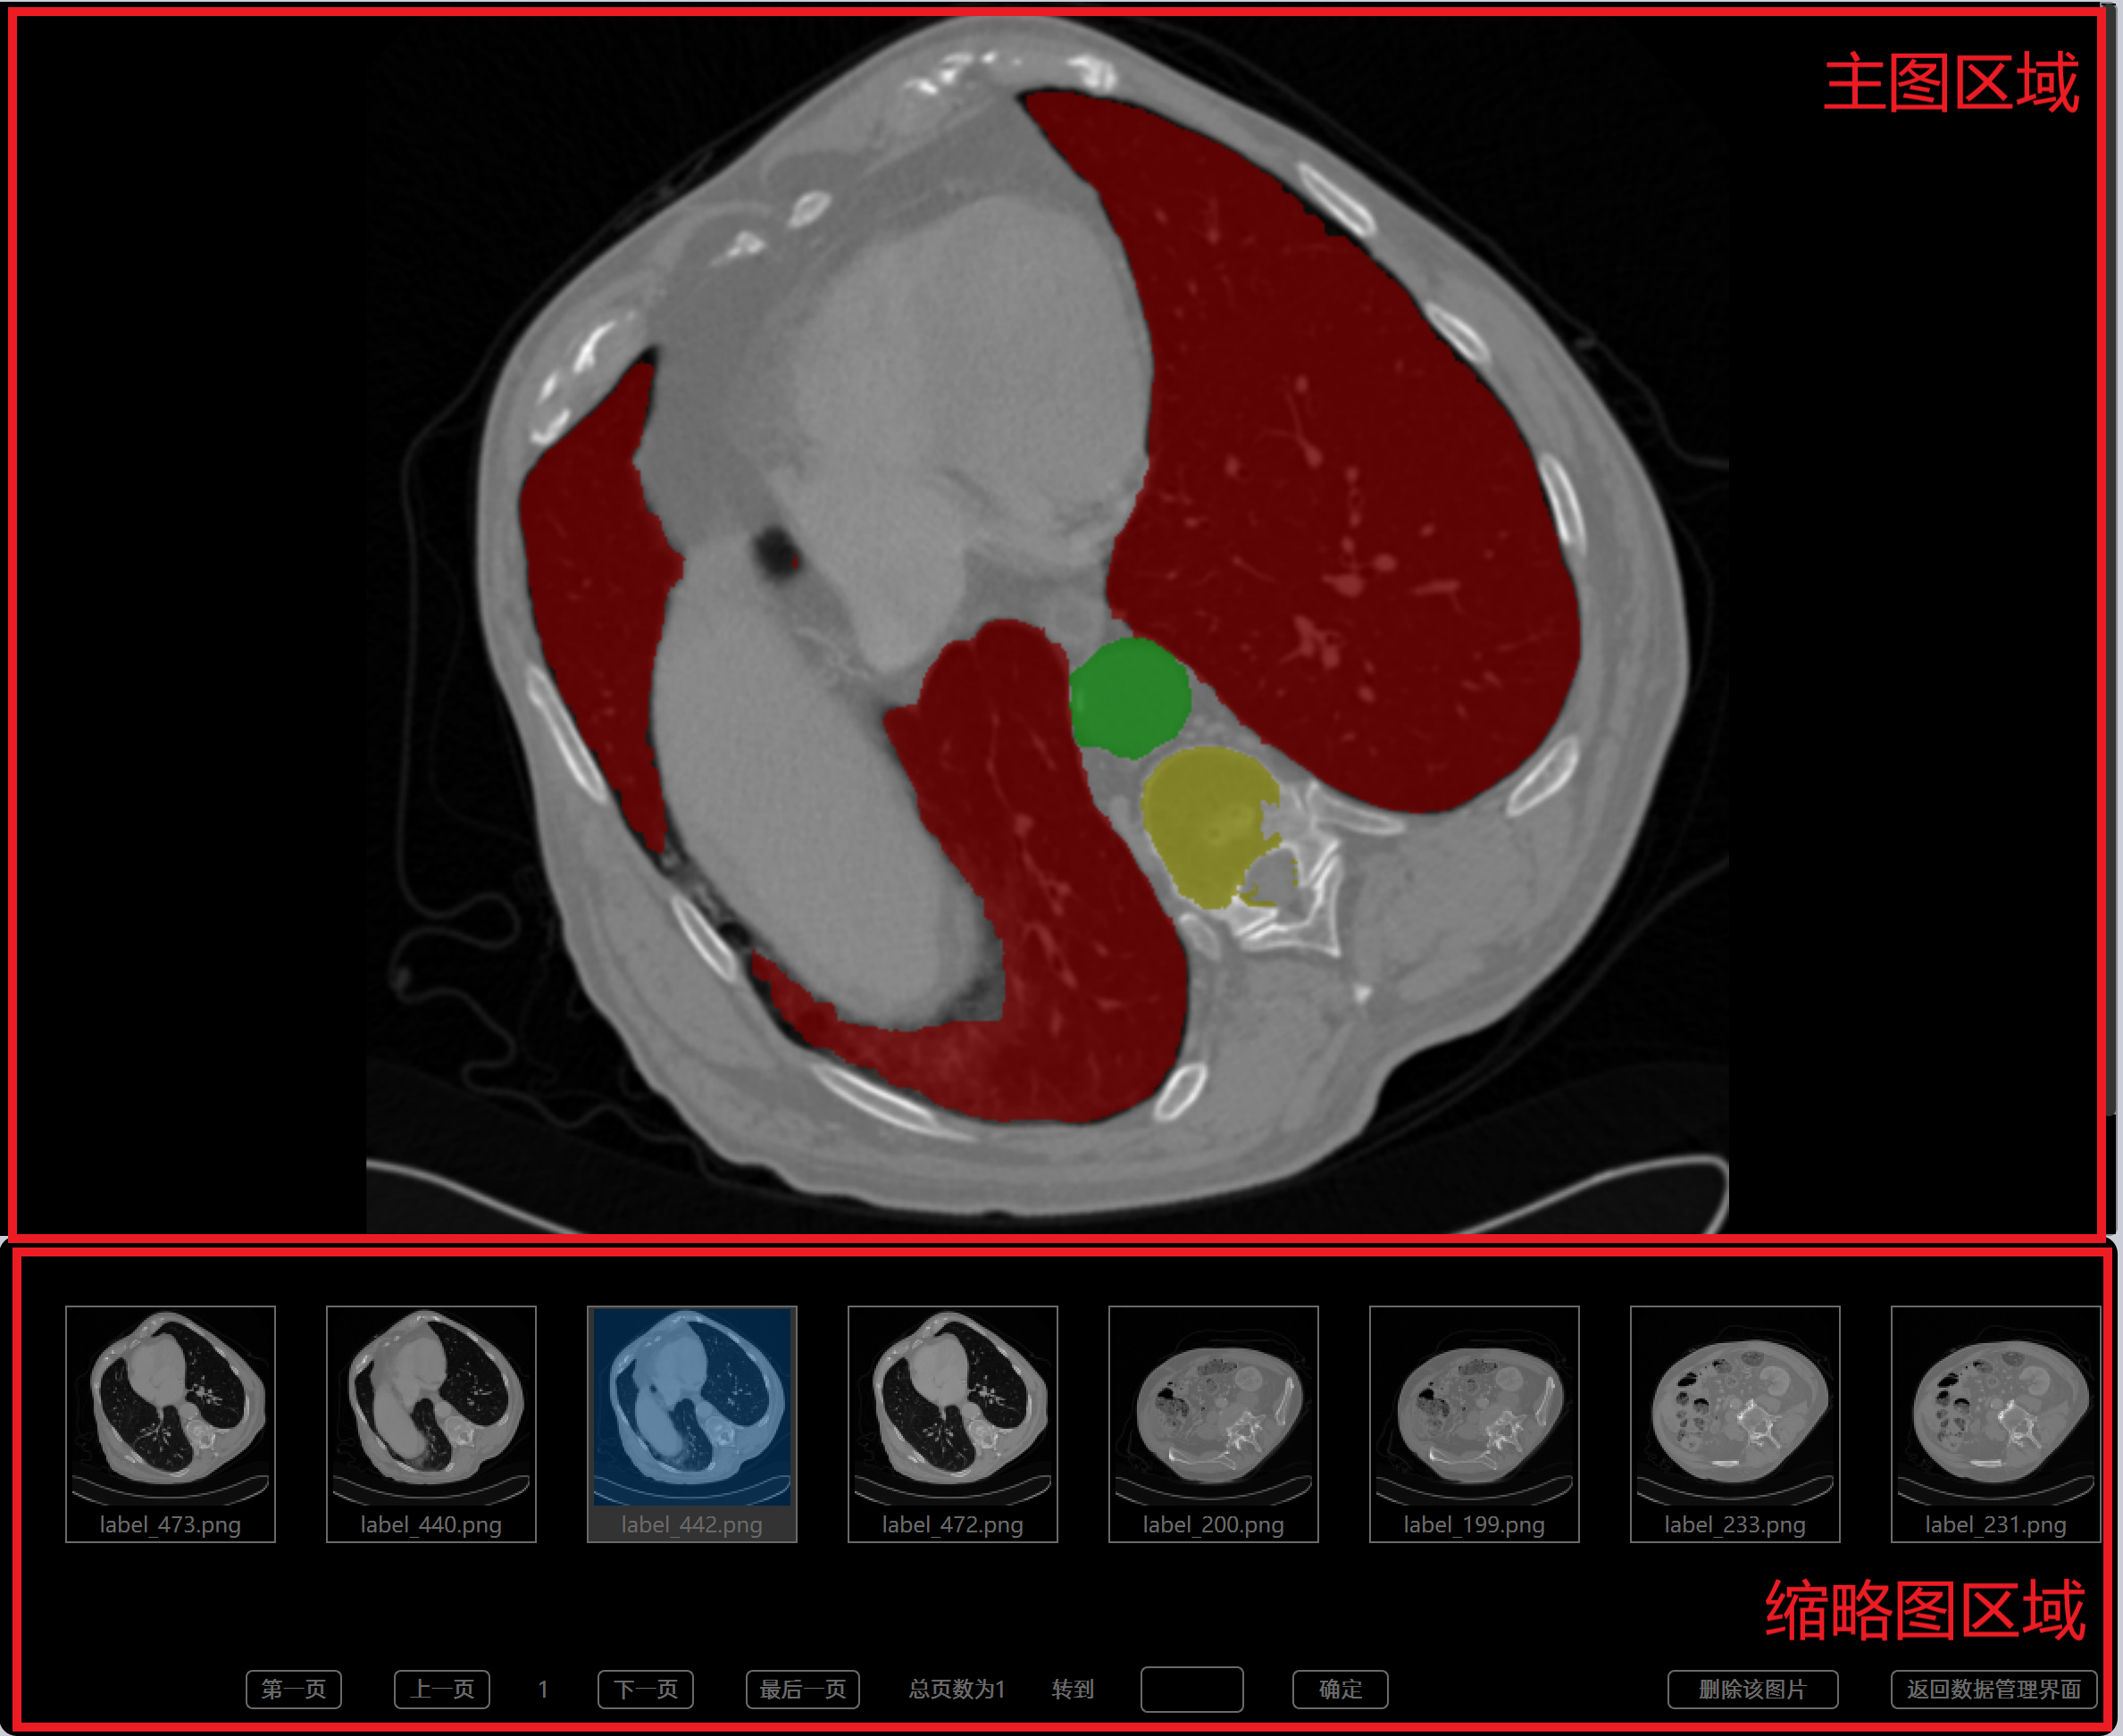 主图区域
label_473.png
label_440.png
label_442.png
label_472.png
label_200.png
label_199.png
label_233.png
label_231.png
缩略图区域
第一页 上一页 1 下一页 最后一页 总页数为1 转到 确定 删除该图片 返回数据管理界面